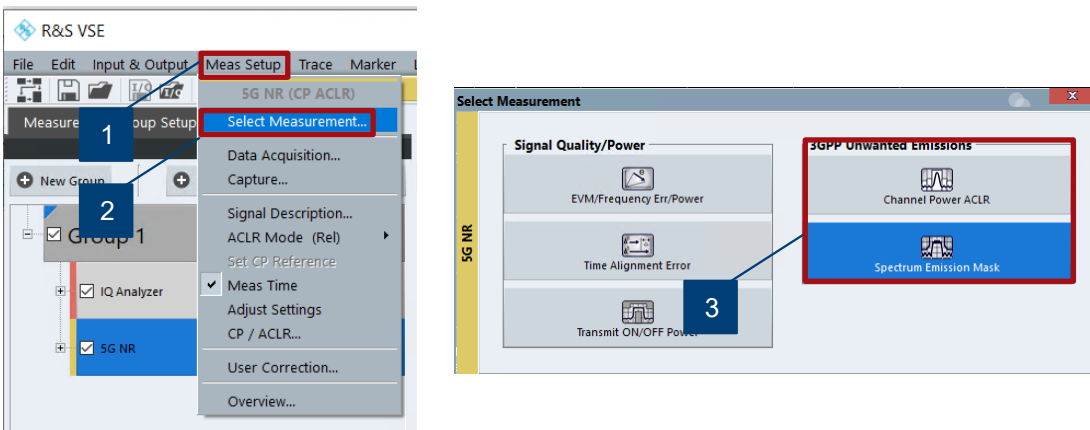 R&S VSE
File Edit Input & Output Meas Setup Trace Marker
5G NR (CP ACLR)
Select Measurement...
Data Acquisition...
Capture...
Signal Description...
ACLR Mode (Rel)
Set CP Reference
Meas Time
Adjust Settings
CP / ACLR...
User Correction...
Overview...
Setup
New Group
Group 1
IQ Analyzer
5G NR
1
2
Select Measurement
x
5G NR
Signal Quality/Power
EVM/Frequency Err/Power
Time Alignment Error
Transmit ON/OFF Power
3GPP Unwanted Emissions
Channel Power ACLR
Spectrum Emission Mask
3